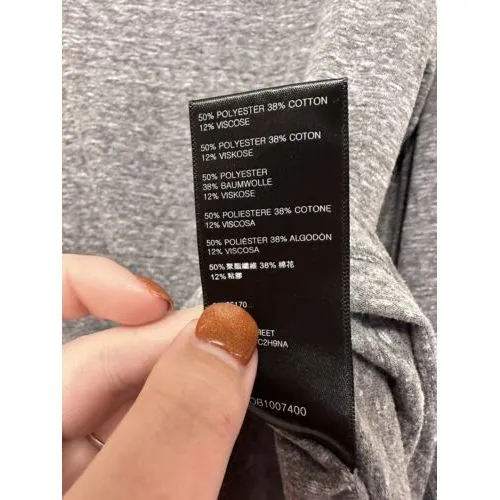 50% POLYESTER 38% COTTON
12% VISCOSE
50% POLYESTER 38% COTON
12% VISKOSE
50% POLYESTER
38% BAUMWOLLE
12% VISKOSE
50% POLIESTERE 38% COTONE
12% VISCOSA
50% POLIÉSTER 38% ALGODÓN
12% VISCOSA
50% 聚酯纖維 38% 棉花
12% 粘膠